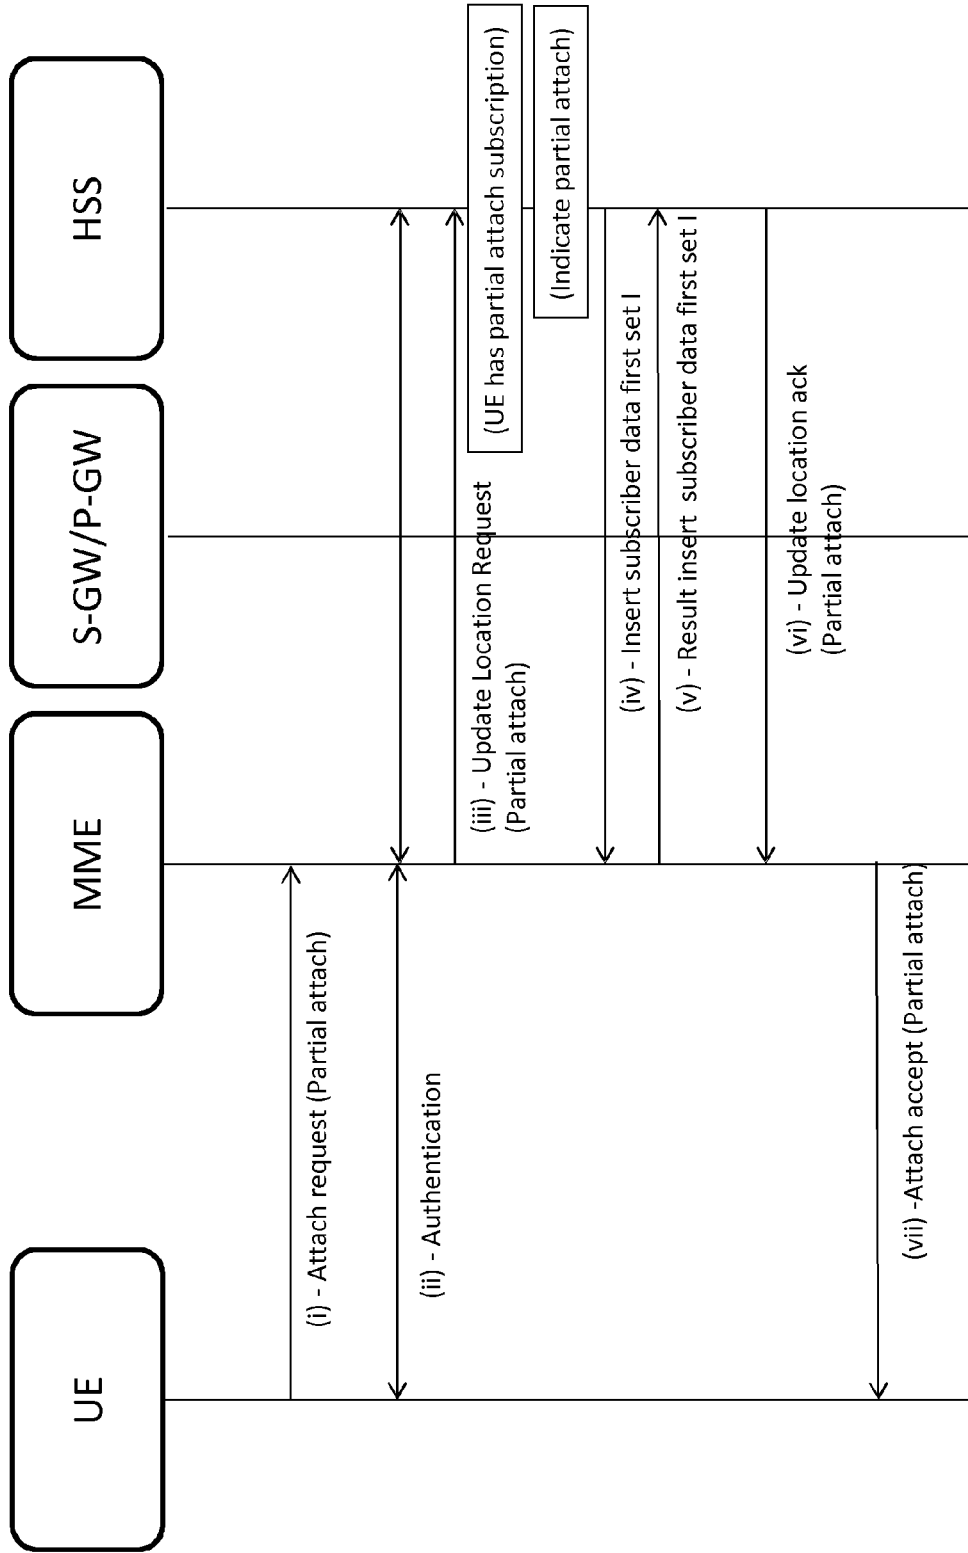 UE
MME
S-GW/P-GW
HSS
(i) - Attach request (Partial attach)
(ii) - Authentication
(iii) - Update Location Request
(Partial attach)
(UE has partial attach subscription)
(Indicate partial attach)
(iv) - Insert subscriber data first set I
(v) - Result insert subscriber data first set I
(vi) - Update location ack
(Partial attach)
(vii) -Attach accept (Partial attach)